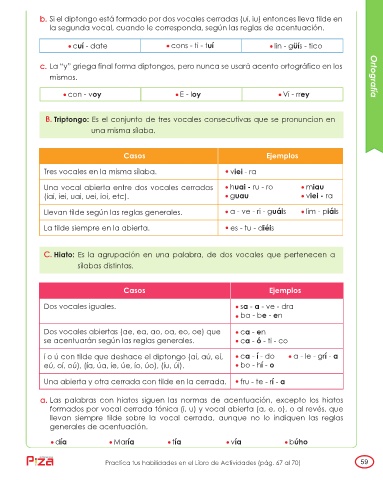 b. Si el diptongo está formado por dos vocales cerradas (ui, iu) entonces lleva tilde en
la segunda vocal, cuando le corresponda, según las reglas de acentuación.
• cuí - date • cons - ti - tuí • lin - güís - tico
c. La "y" griega final forma diptongos, pero nunca se usará acento ortográfico en los
mismos.
• con - voy • E - loy • Vi - rrey
Ortografía
B. Triptongo: Es el conjunto de tres vocales consecutivas que se pronuncian en
una misma sílaba.
Casos Ejemplos
Tres vocales en la misma sílaba. • viei - ra
Una vocal abierta entre dos vocales cerradas • huai - ru - ro • miau
(iai, iei, uai, uei, ioi, etc). • guau • viei - ra
Llevan tilde según las reglas generales. • a - ve - ri - guáis • lim - piáis
La tilde siempre en la abierta. • es - tu - diéis
C. Hiato: Es la agrupación en una palabra, de dos vocales que pertenecen a
sílabas distintas.
Casos Ejemplos
Dos vocales iguales. • sa - a - ve - dra
• ba - be - en
Dos vocales abiertas (ae, ea, ao, oa, eo, oe) que • ca - en
se acentuarán según las reglas generales. • ca - ó - ti - co
í o ú con tilde que deshace el diptongo (aí, aú, eí, • ca - í - do • a - le - grí - a
eú, oí, oú), (ía, úa, íe, úe, ío, úo), (íu, úi). • bo - hí - o
Una abierta y otra cerrada con tilde en la cerrada. • fru - te - rí - a
a. Las palabras con hiatos siguen las normas de acentuación, excepto los hiatos
formados por vocal cerrada tónica (i, u) y vocal abierta (a, e, o), o al revés, que
llevan siempre tilde sobre la vocal cerrada, aunque no lo indiquen las reglas
generales de acentuación.
• día • María • tía • vía • búho
Piza Practica tus habilidades en el Libro de Actividades (pág. 67 al 70) 59